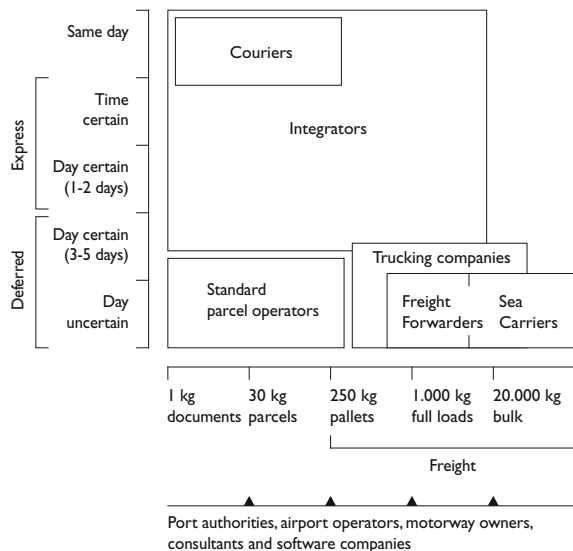 Same day
Couriers
Express
Time
certain
Integrators
Day certain
(1-2 days)
Deferred
Day certain
(3-5 days)
Trucking companies
Day
uncertain
Standard
parcel operators
Freight
Forwarders
Sea
Carriers
1 kg
documents
30 kg
parcels
250 kg
pallets
1.000 kg
full loads
20.000 kg
bulk
Freight
Port authorities, airport operators, motorway owners,
consultants and software companies